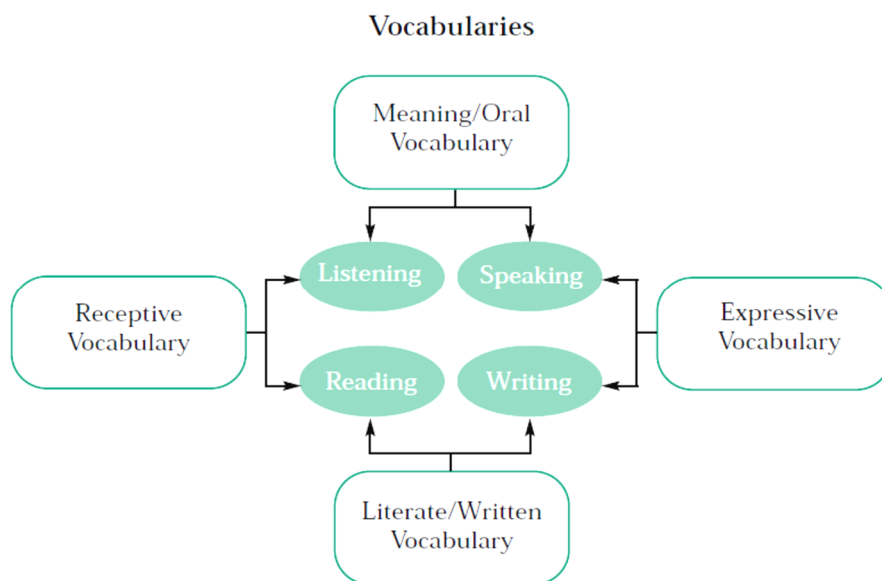 Vocabularies
Meaning/Oral
Vocabulary
Listening
Speaking
Receptive
Vocabulary
Expressive
Vocabulary
Reading
Writing
Literate/Written
Vocabulary